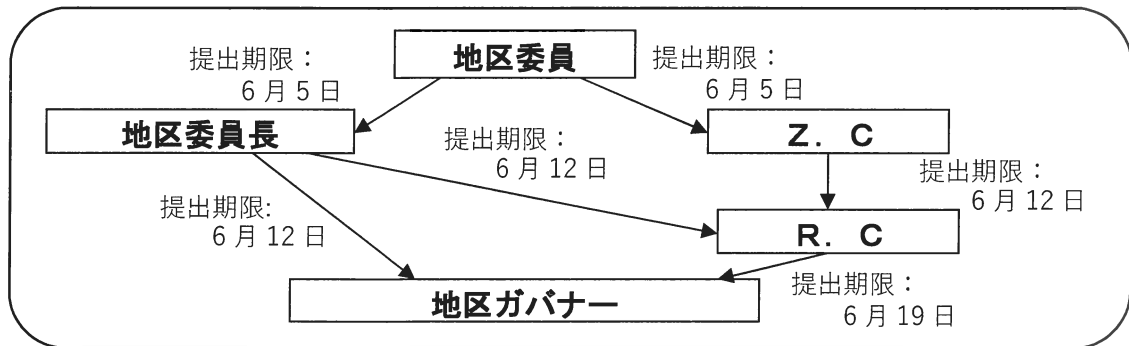 提出期限：
6月5日
地区委員
提出期限：
6月5日
地区委員長
提出期限：
6月12日
Z．C
提出期限：
6月12日
提出期限:
6月12日
R．C
地区ガバナー
提出期限：
6月19日